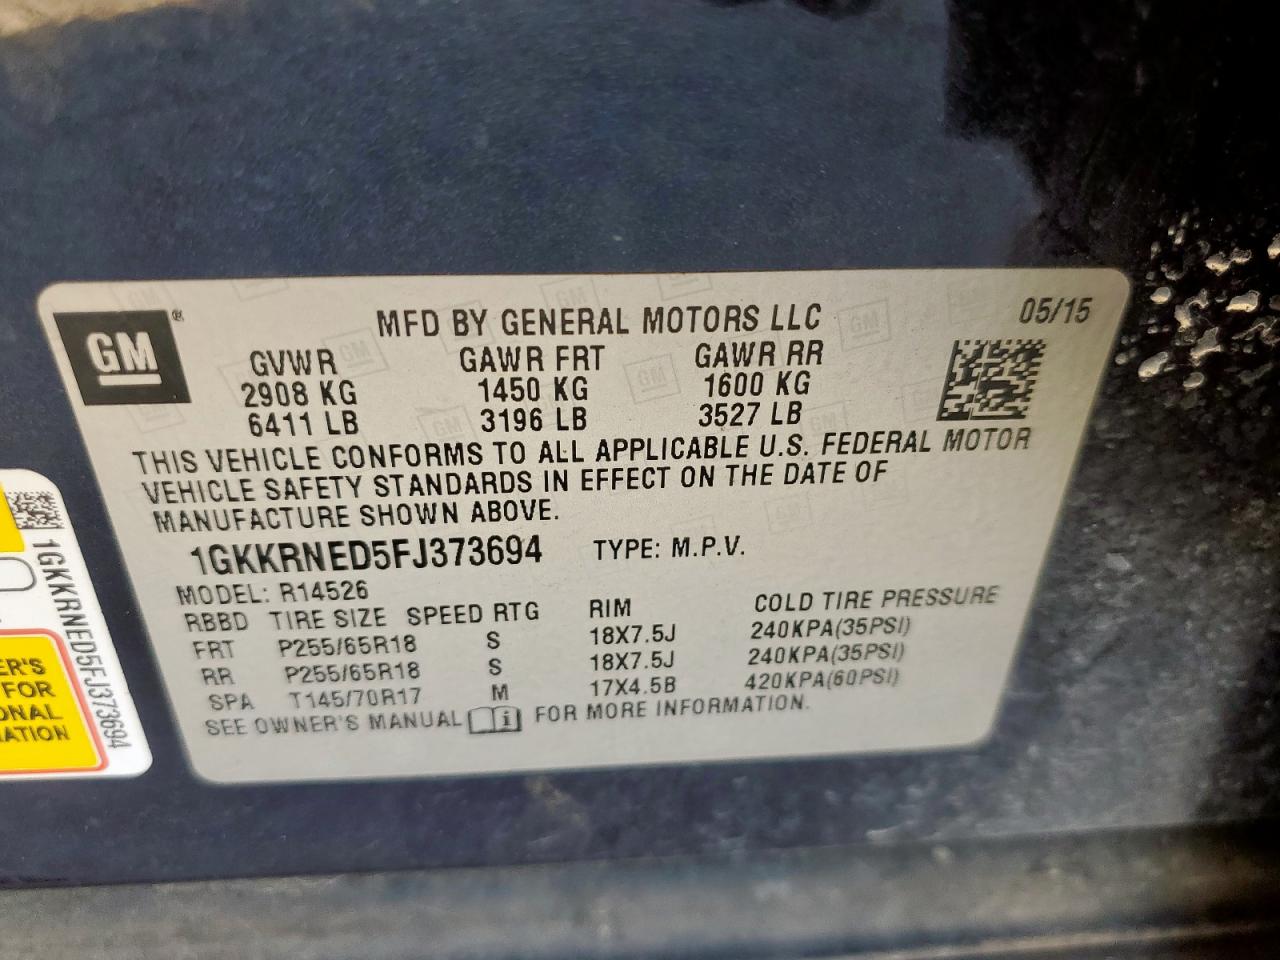 GM
®
MFD BY GENERAL MOTORS LLC
05/15
GVWR GAWR FRT GAWR RR
2908 KG 1450 KG 1600 KG
6411 LB 3196 LB 3527 LB
THIS VEHICLE CONFORMS TO ALL APPLICABLE U.S. FEDERAL MOTOR
VEHICLE SAFETY STANDARDS IN EFFECT ON THE DATE OF
MANUFACTURE SHOWN ABOVE.
1GKKRNED5FJ373694 TYPE: M.P.V.
MODEL: R14526
RBBD TIRE SIZE SPEED RTG RIM COLD TIRE PRESSURE
FRT P255/65R18 S 18X7.5J 240KPA(35PSI)
RR P255/65R18 S 18X7.5J 240KPA(35PSI)
SPA T145/70R17 M 17X4.5B 420KPA(60PSI)
SEE OWNER'S MANUAL i FOR MORE INFORMATION.
1GKKRNED5FJ373694
ER'S
FOR
ONAL
ATION